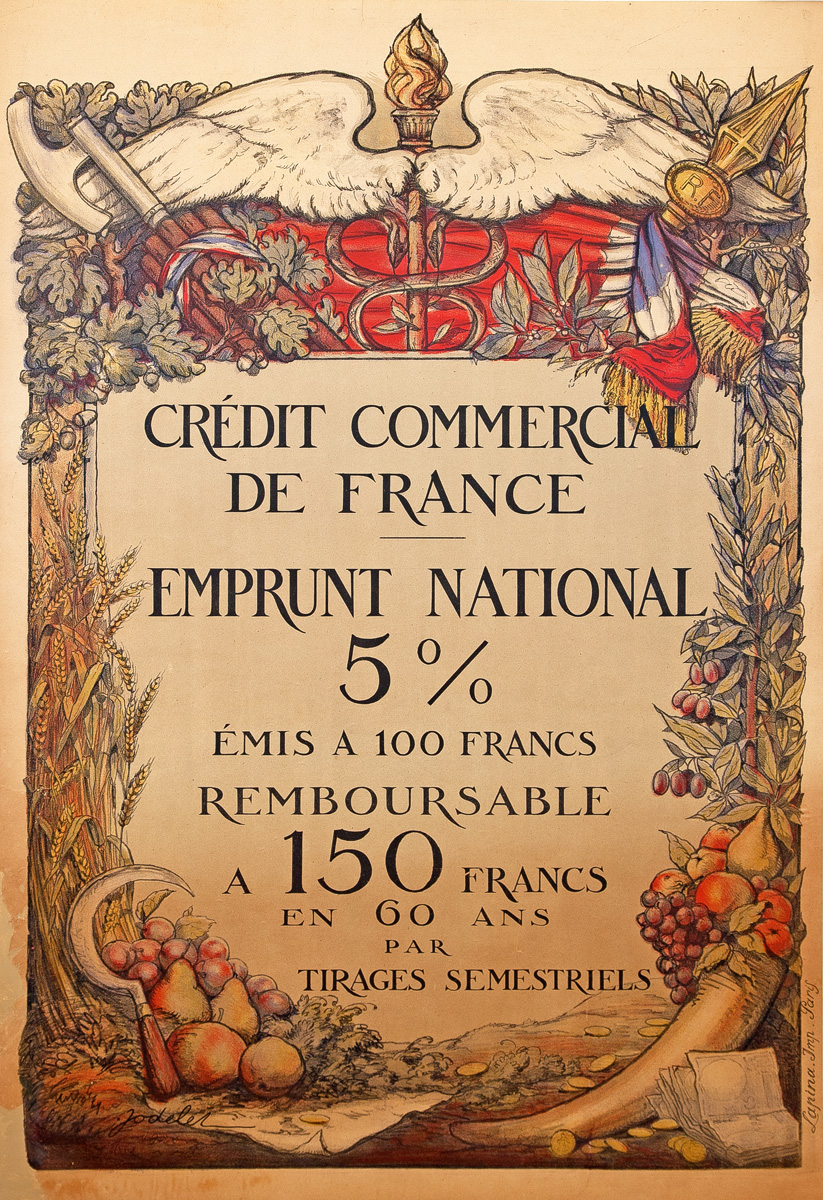 RF
CRÉDIT COMMERCIAL
DE FRANCE
EMPRUNT NATIONAL
5%
ÉMIS A 100 FRANCS
REMBOURSABLE
A 150 FRANCS
EN 60 ANS
PAR
TIRAGES SEMESTRIELS
Jodelet
Lapina. Imp. Paris